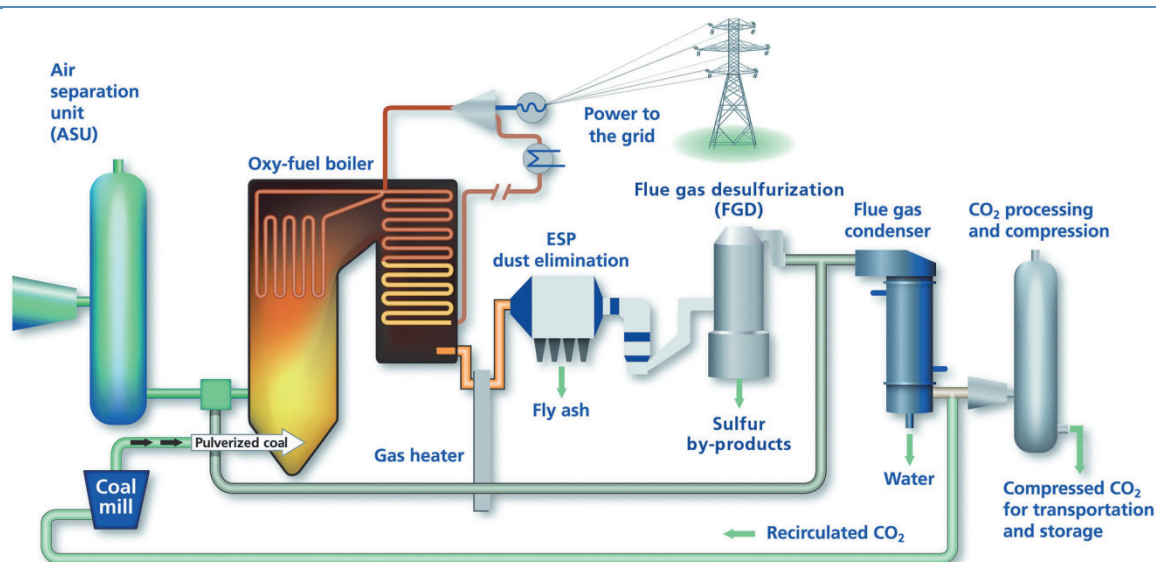 Air
separation
unit
(ASU)
Oxy-fuel boiler
Power to
the grid
Flue gas desulfurization
(FGD)
Flue gas
condenser
CO₂ processing
and compression
ESP
dust elimination
Fly ash
Sulfur
by-products
Pulverized coal
Gas heater
Coal
mill
Water
Compressed CO₂
for transportation
and storage
Recirculated CO₂